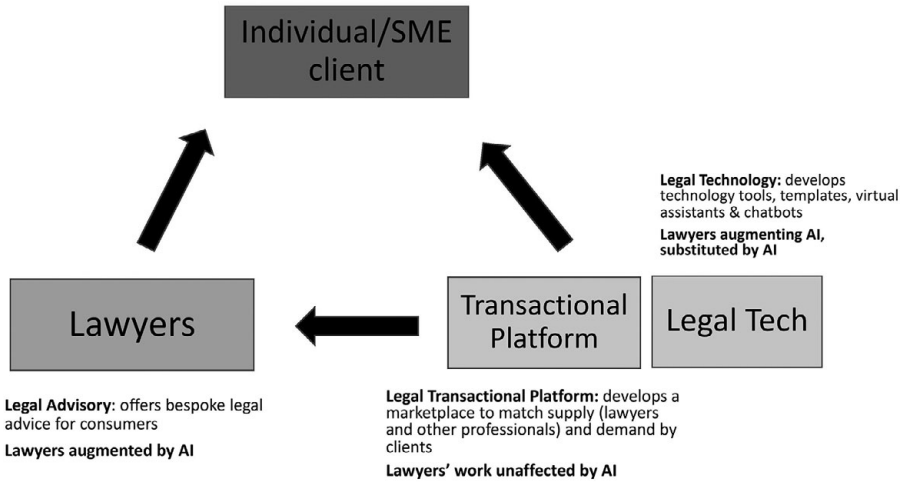 Individual/SME
client
Legal Technology: develops
technology tools, templates, virtual
assistants & chatbots
Lawyers augmenting AI,
substituted by AI
Lawyers
Transactional
Platform
Legal Tech
Legal Advisory: offers bespoke legal
advice for consumers
Lawyers augmented by AI
Legal Transactional Platform: develops a
marketplace to match supply (lawyers
and other professionals) and demand by
clients
Lawyers' work unaffected by AI